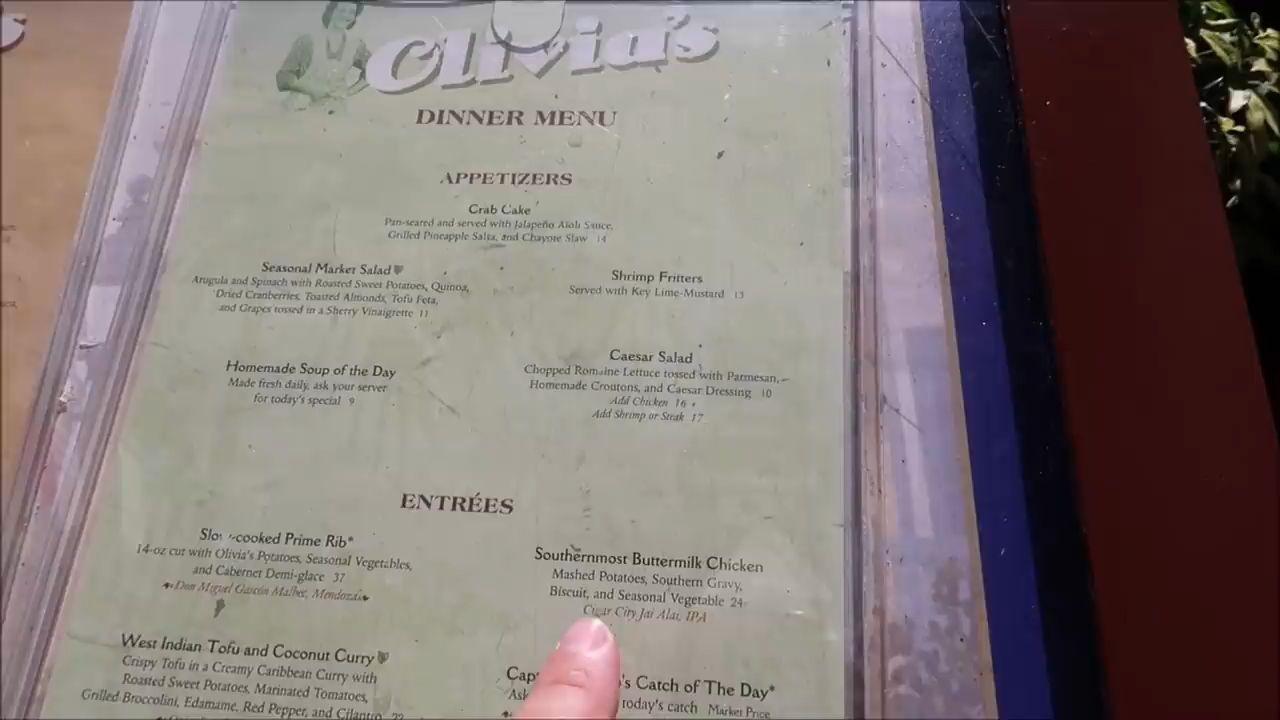 Olivia's
DINNER MENU
APPETIZERS
Crab Cake
Pan-seared and served with Jalapeño Aioli Sauce,
Grilled Pineapple Salsa, and Chayote Slaw 14
Seasonal Market Salad
Arugula and Spinach with Roasted Sweet Potatoes, Quinoa,
Dried Cranberries, Toasted Almonds, Tofu Feta,
and Grapes tossed in a Sherry Vinaigrette 11
Shrimp Fritters
Served with Key Lime-Mustard 13
Homemade Soup of the Day
Made fresh daily, ask your server
for today's special 9
Caesar Salad
Chopped Romaine Lettuce tossed with Parmesan,
Homemade Croutons, and Caesar Dressing 10
Add Chicken 16
Add Shrimp or Steak 17
ENTRÉES
Slow-cooked Prime Rib*
14-oz cut with Olivia's Potatoes, Seasonal Vegetables,
and Cabernet Demi-glace 37
Don Miguel Gascón Malbec, Mendoza
Southernmost Buttermilk Chicken
Mashed Potatoes, Southern Gravy,
Biscuit, and Seasonal Vegetable 24
Cigar City Jai Alai, IPA
West Indian Tofu and Coconut Curry
Crispy Tofu in a Creamy Caribbean Curry with
Roasted Sweet Potatoes, Marinated Tomatoes,
Grilled Broccolini, Edamame, Red Pepper, and Cilantro
's Catch of The Day*
today's catch Market Price